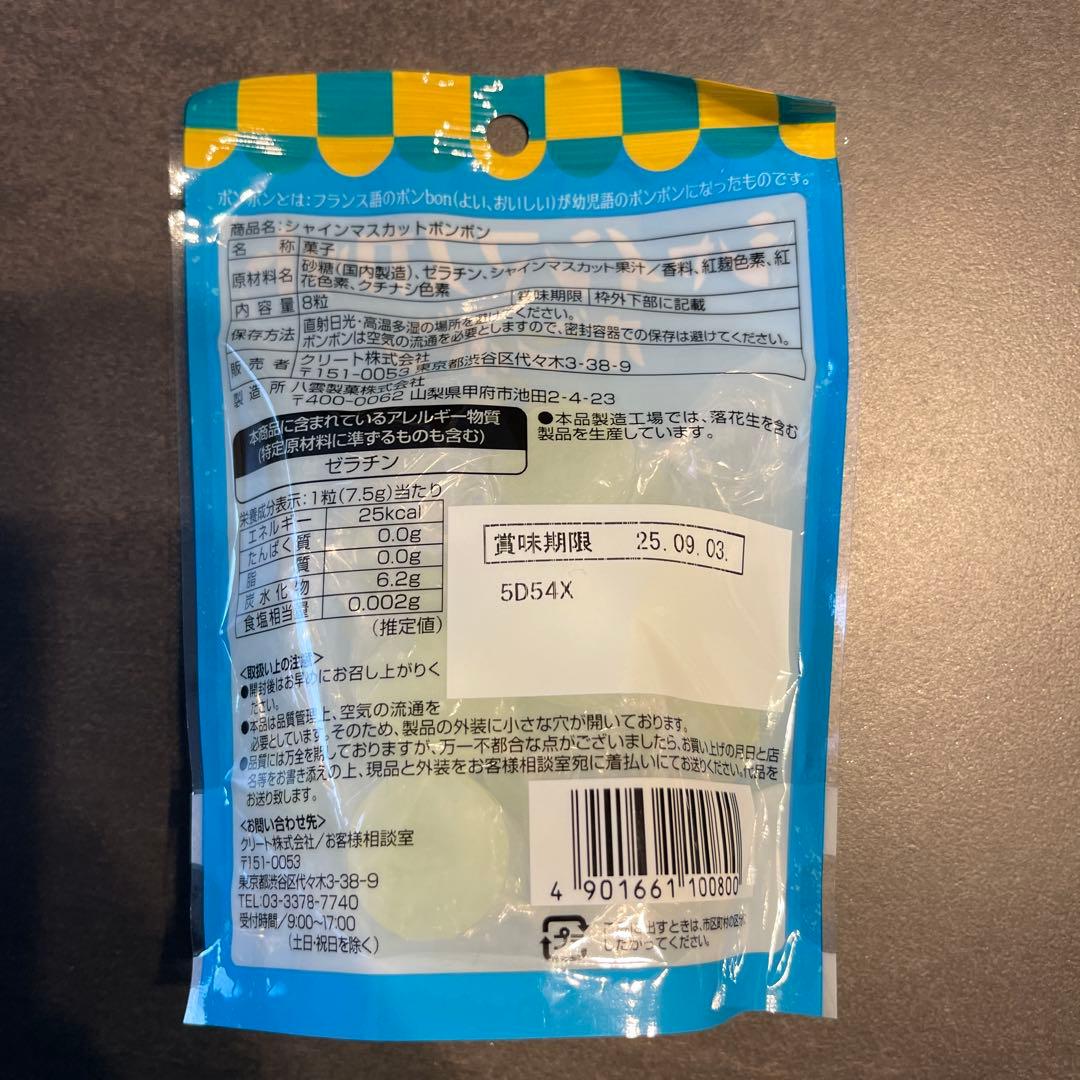 ボンボンとは:フランス語のボンbon(よい、おいしい)が幼児語のボンボンになったものです。
商品名:シャインマスカットボンボン
名称 菓子
原材料名 砂糖(国内製造)、ゼラチン、シャインマスカット果汁/香料、紅麹色素、紅
花色素、クチナシ色素
内容量 8粒 賞味期限 枠外下部に記載
保存方法 直射日光・高温多湿の場所を避けてください。
ボンボンは空気の流通を必要としますので、密封容器での保存は避けてください。
販売者 クリート株式会社
〒151-0053 東京都渋谷区代々木3-38-9
製造所 八雲製菓株式会社
〒400-0062 山梨県甲府市池田2-4-23
本商品に含まれているアレルギー物質
(特定原材料に準ずるものも含む)
ゼラチン
●本品製造工場では、落花生を含む
製品を生産しています。
栄養成分表示:1粒(7.5g)当たり
エネルギー 25kcal
たんぱく質 0.0g
脂質 0.0g
炭水化物 6.2g
食塩相当量 0.002g
(推定値)
賞味期限 25.09.03.
5D54X
<取扱い上の注意>
●開封後はお早めにお召し上がりく
ださい。
●本品は品質管理上、空気の流通を
必要としています。そのため、製品の外装に小さな穴が開いております。
●品質には万全を期しておりますが、万一不都合な点がございましたら、お買い上げの月日と店
名等をお書き添えの上、現品と外装をお客様相談室宛に着払いにてお送りください。代品を
お送り致します。
<お問い合わせ先>
クリート株式会社/お客様相談室
〒151-0053
東京都渋谷区代々木3-38-9
TEL:03-3378-7740
受付時間/9:00~17:00
(土日・祝日を除く)
4 901661 100800
プラ
ごみに出すときは、市区町村の区分に
したがってください。